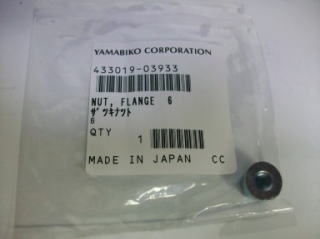 YAMABIKO CORPORATION
433019-03933
NUT, FLANGE 6
ザツキナット
6
QTY 1
MADE IN JAPAN CC